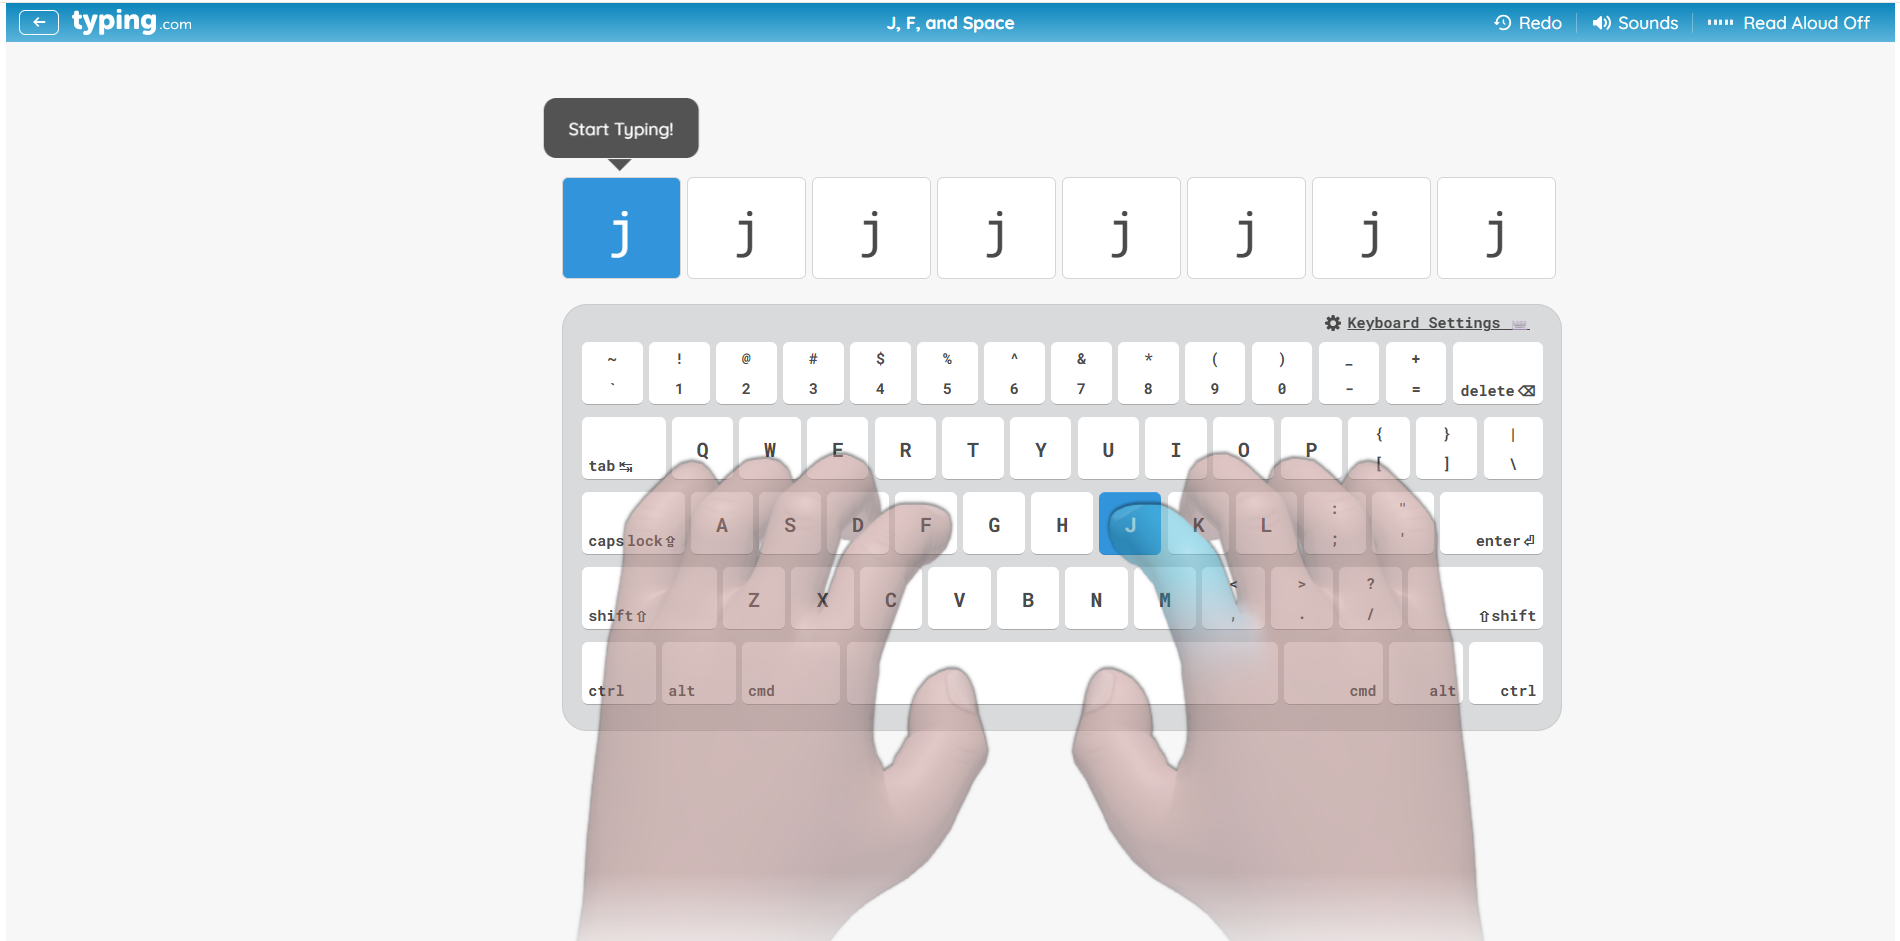 typing.com
J, F, and Space
Redo
Sounds
Read Aloud Off
Start Typing!
j j j j j j j j
Keyboard Settings
~ ! @ # $ % ^ & * ( ) _ +
` 1 2 3 4 5 6 7 8 9 0 - = delete
tab Q W E R T Y U I O P { [ } ] | \
caps lock A S D F G H J K L : ; " ' enter
shift Z X C V B N M < , > . ? / shift
ctrl alt cmd cmd alt ctrl